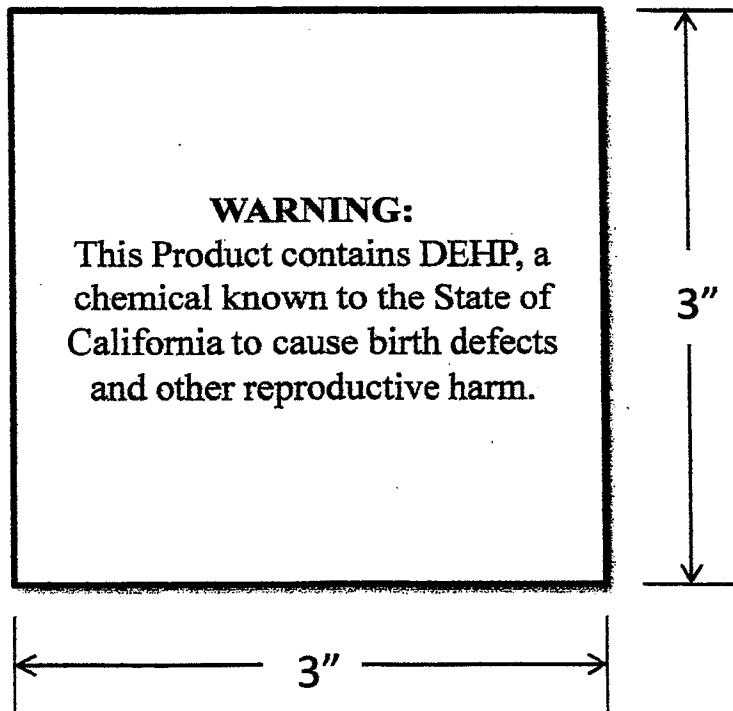 WARNING:
This Product contains DEHP, a
chemical known to the State of
California to cause birth defects
and other reproductive harm.
3"
3"